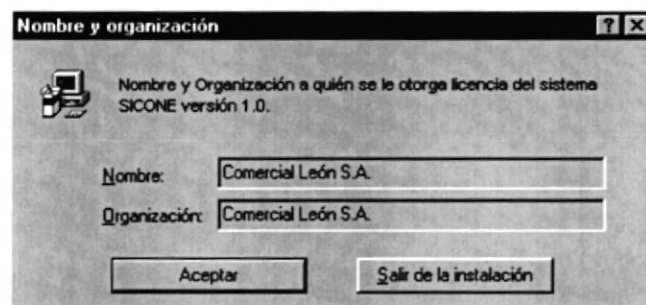 Nombre y organización
Nombre y Organización a quién se le otorga licencia del sistema
SICONE versión 1.0.
Nombre: Comercial León S.A.
Organización: Comercial León S.A.
Aceptar Salir de la instalación